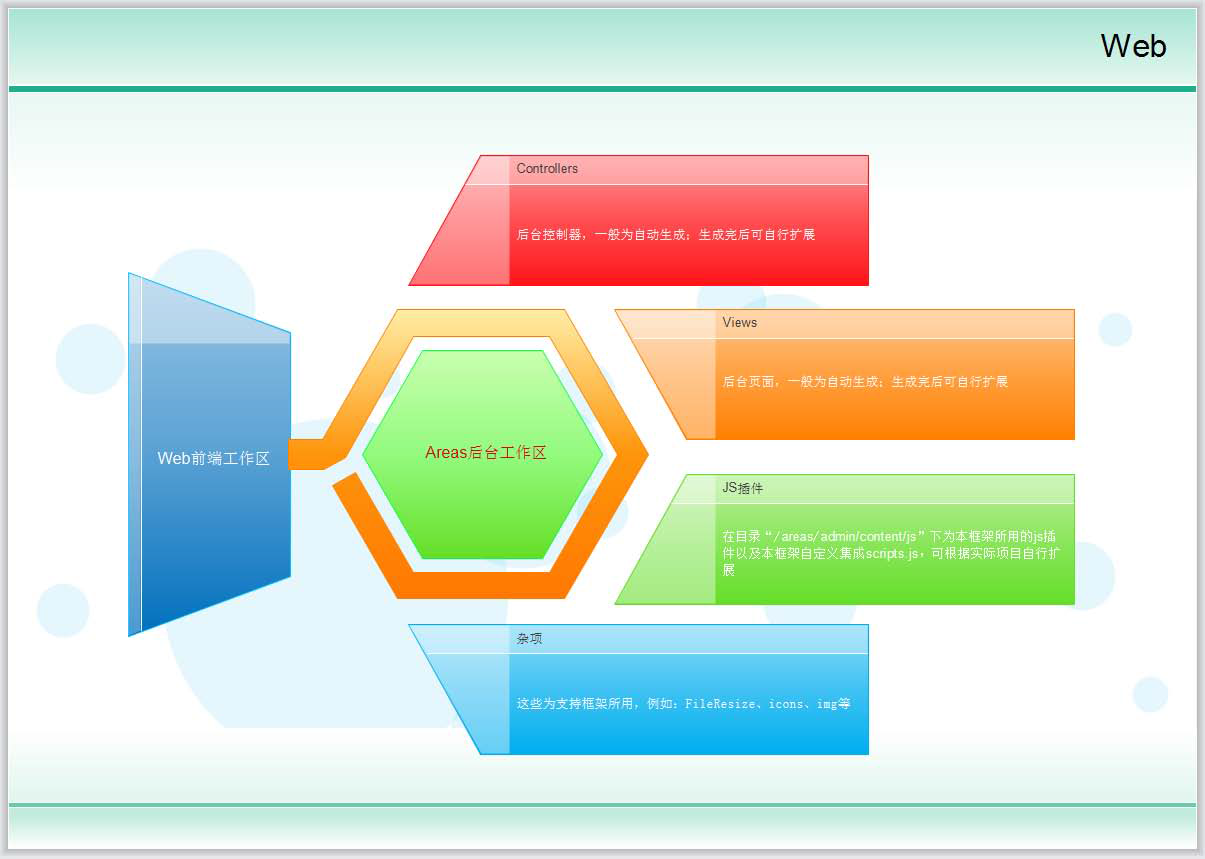 Web
Controllers
后台控制器，一般为自动生成；生成完后可自行扩展
Views
后台页面，一般为自动生成；生成完后可自行扩展
Web前端工作区
Areas后台工作区
JS插件
在目录“/areas/admin/content/js”下为本框架所用的js插
件以及本框架自定义集成scripts.js，可根据实际项目自行扩
展
杂项
这些为支持框架所用，例如：FileResize、icons、img等